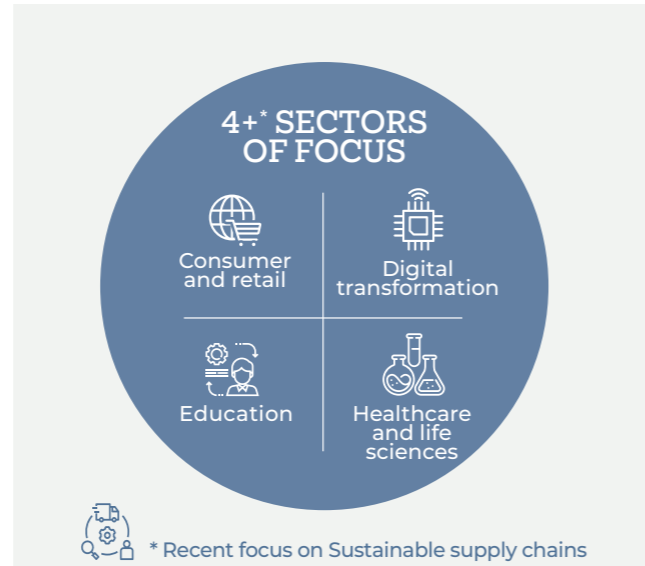 4+* SECTORS
OF FOCUS
Consumer
and retail
Digital
transformation
Education
Healthcare
and life
sciences
* Recent focus on Sustainable supply chains